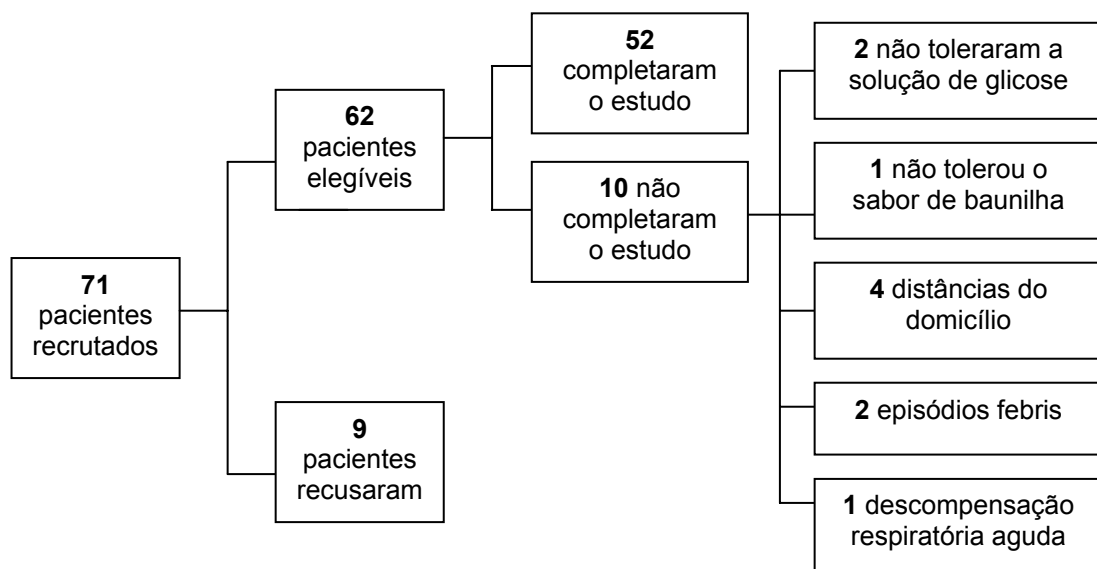 71
pacientes
recrutados
62
pacientes
elegíveis
9
pacientes
recusaram
52
completaram
o estudo
10 não
completaram
o estudo
2 não toleraram a
solução de glicose
1 não tolerou o
sabor de baunilha
4 distâncias do
domicílio
2 episódios febris
1 descompensação
respiratória aguda